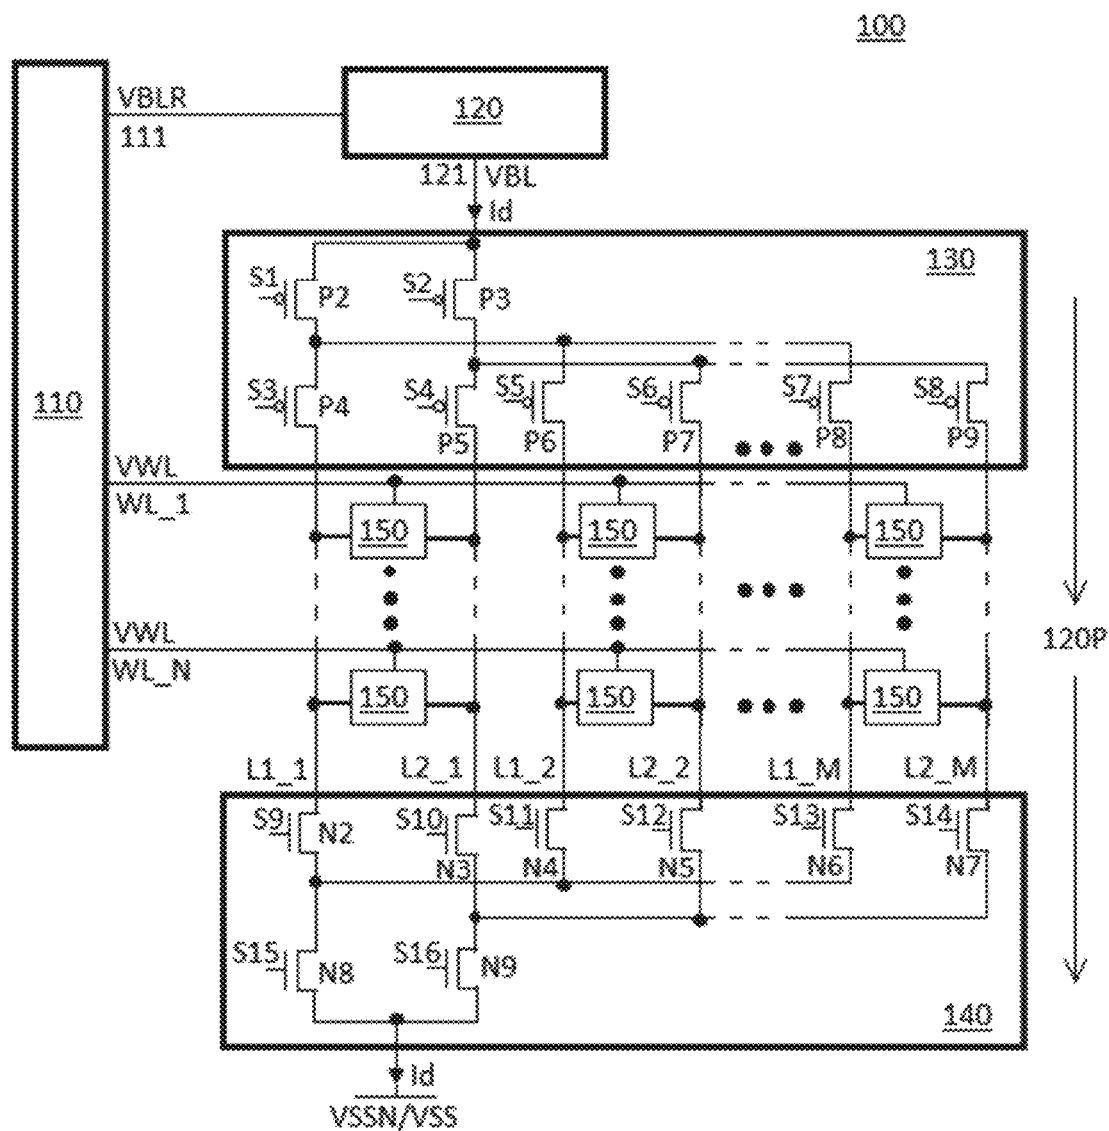 100
VBLR
111
120
121 VBL
Id
130
S1 P2 S2 P3
110
S3 P4 S4 P5 S5 P6 S6 P7 S7 P8 S8 P9
VWL
WL_1
150 150 150
120P
VWL
WL_N
150 150 150
L1_1 L2_1 L1_2 L2_2 L1_M L2_M
S9 N2 S10 N3 S11 N4 S12 N5 S13 N6 S14 N7
S15 N8 S16 N9
140
Id
VSSN/VSS